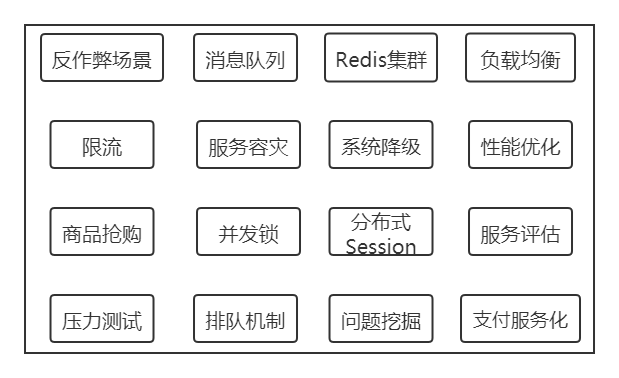 反作弊场景
消息队列
Redis集群
负载均衡
限流
服务容灾
系统降级
性能优化
商品抢购
并发锁
分布式
Session
服务评估
压力测试
排队机制
问题挖掘
支付服务化